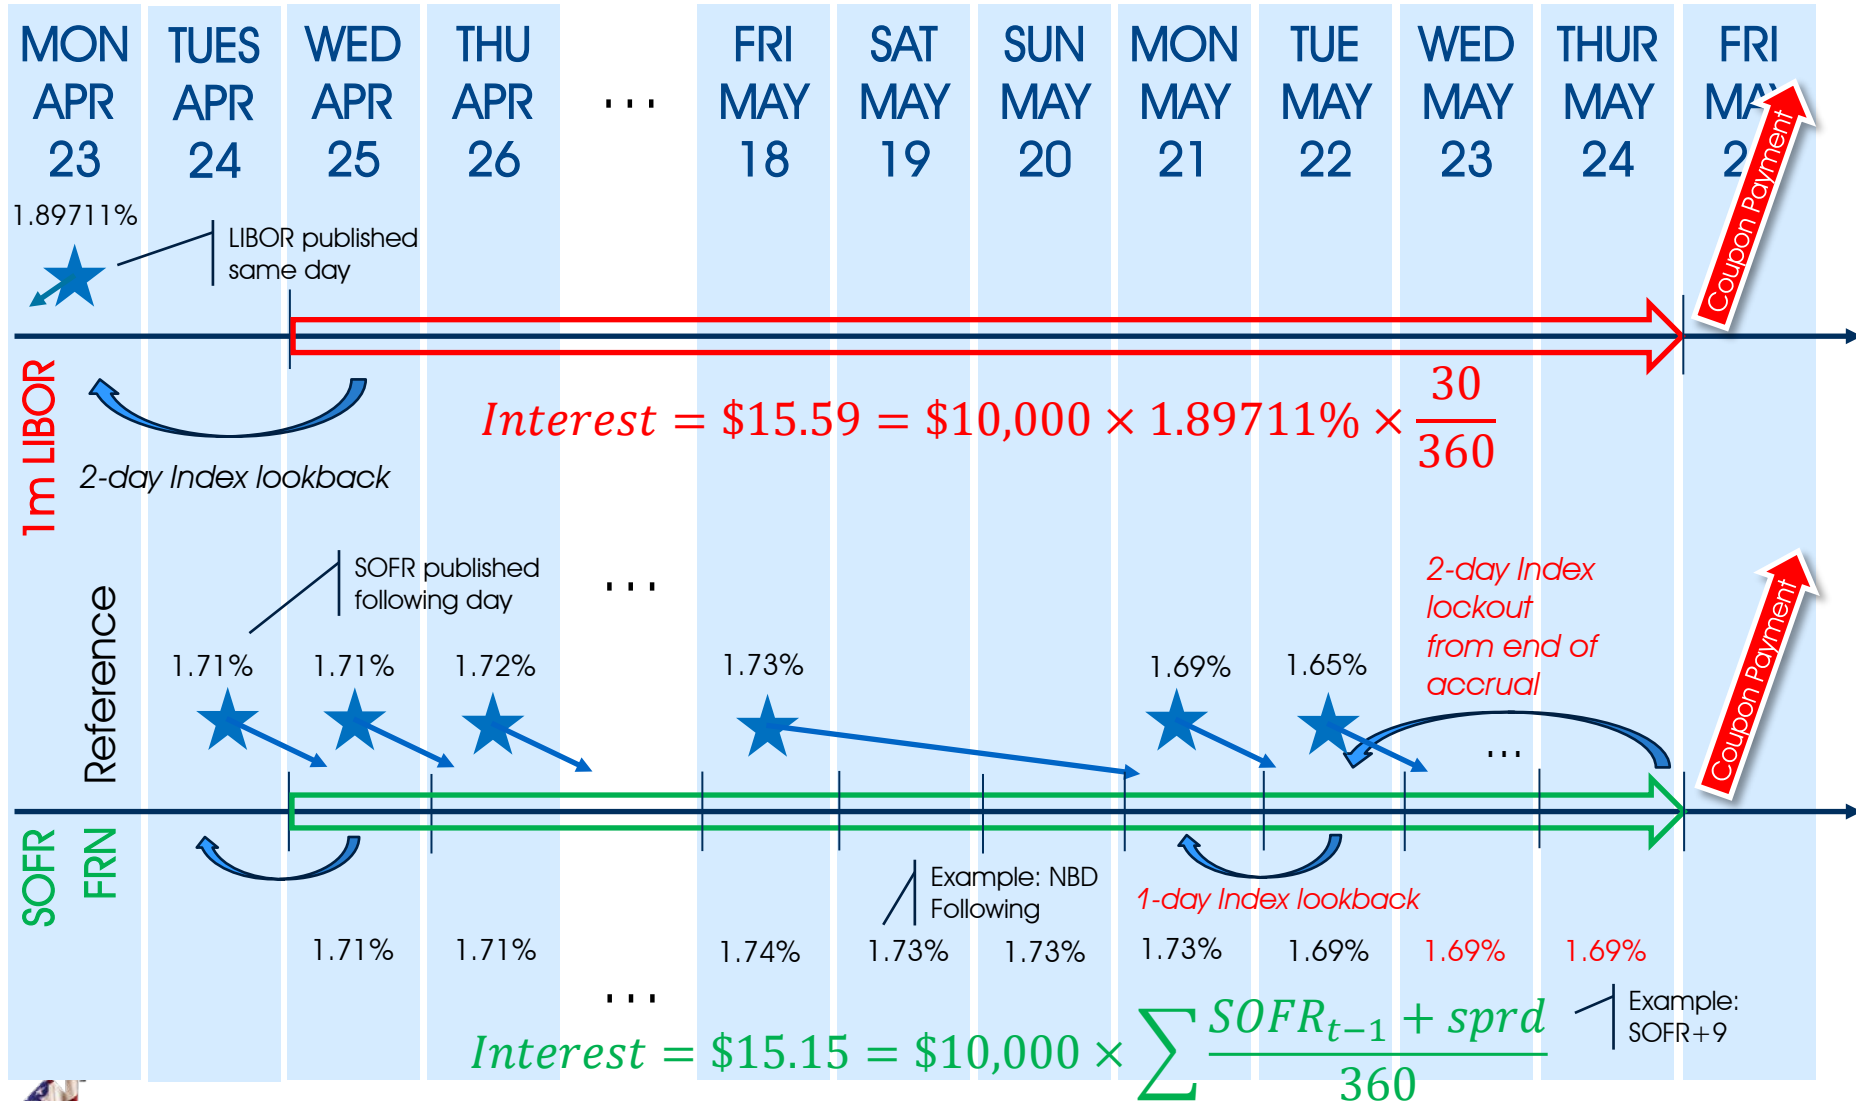 MON APR 23
TUES APR 24
WED APR 25
THU APR 26
...
FRI MAY 18
SAT MAY 19
SUN MAY 20
MON MAY 21
TUE MAY 22
WED MAY 23
THUR MAY 24
FRI
1.89711%
LIBOR published
same day
Coupon Payment
1m LIBOR
2-day Index lookback
Interest = $15.59 = $10,000 × 1.89711% × 30/360
SOFR published
following day
...
2-day Index
lockout
from end of
accrual
Reference
1.71%
1.71%
1.72%
1.73%
1.69%
1.65%
...
Coupon Payment
SOFR
FRN
Example: NBD
Following
1-day Index lookback
1.71%
1.71%
...
1.74%
1.73%
1.73%
1.73%
1.69%
1.69%
1.69%
Example:
SOFR+9
Interest = $15.15 = $10,000 × ∑ (SOFRₜ₋₁ + sprd)/360